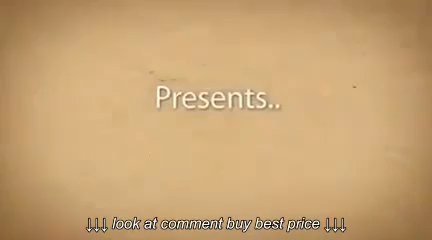 Presents..
↓↓↓ look at comment buy best price ↓↓↓